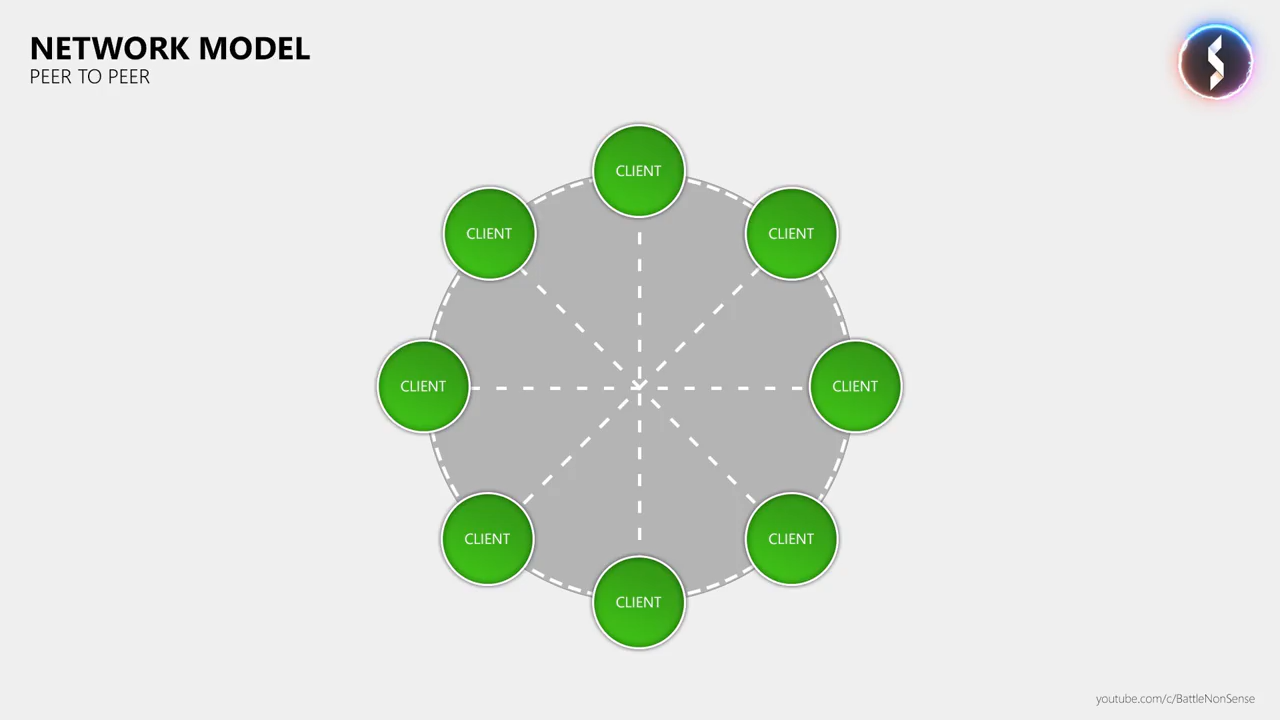 NETWORK MODEL
PEER TO PEER
CLIENT
CLIENT
CLIENT
CLIENT
CLIENT
CLIENT
CLIENT
CLIENT
youtube.com/c/BattleNonSense